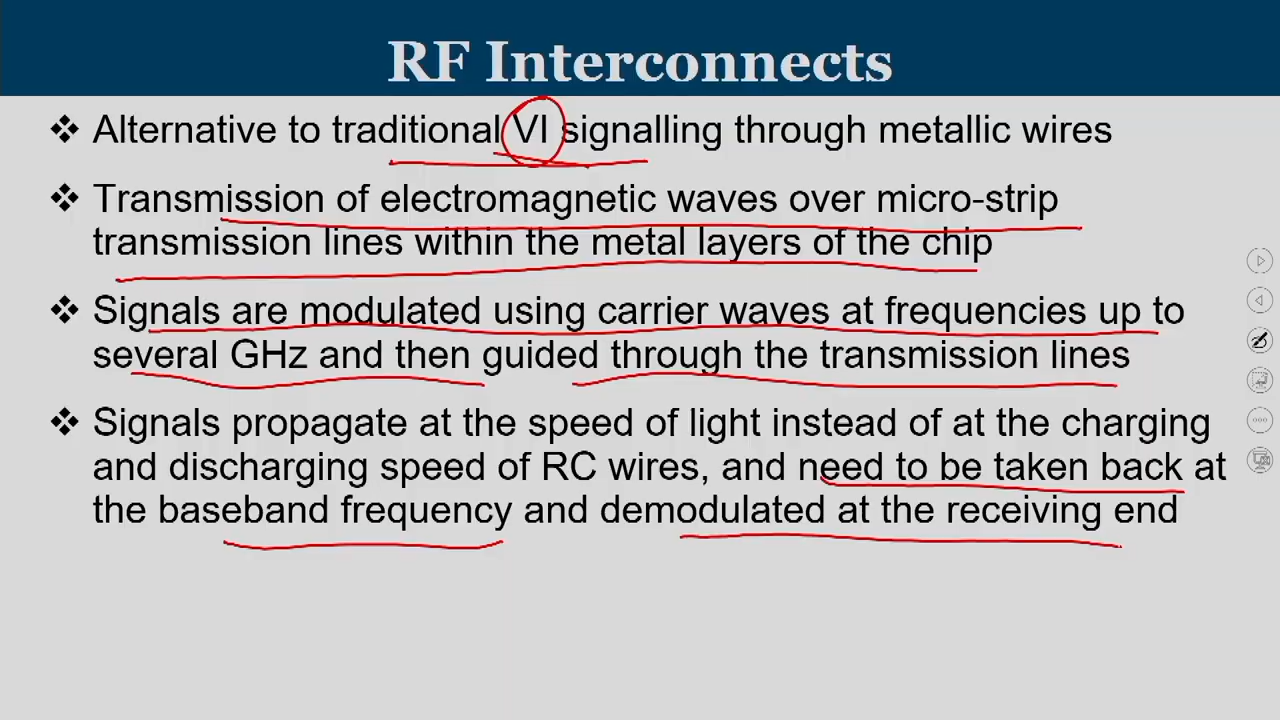 RF Interconnects
❖ Alternative to traditional VI signalling through metallic wires
❖ Transmission of electromagnetic waves over micro-strip
transmission lines within the metal layers of the chip
❖ Signals are modulated using carrier waves at frequencies up to
several GHz and then guided through the transmission lines
❖ Signals propagate at the speed of light instead of at the charging
and discharging speed of RC wires, and need to be taken back at
the baseband frequency and demodulated at the receiving end